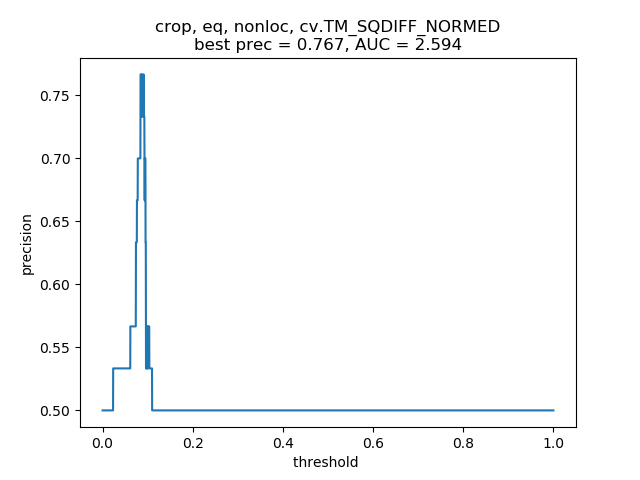 crop, eq, nonloc, cv.TM_SQDIFF_NORMED
best prec = 0.767, AUC = 2.594
0.75
0.70
0.65
0.60
0.55
0.50
precision
0.0 0.2 0.4 0.6 0.8 1.0
threshold